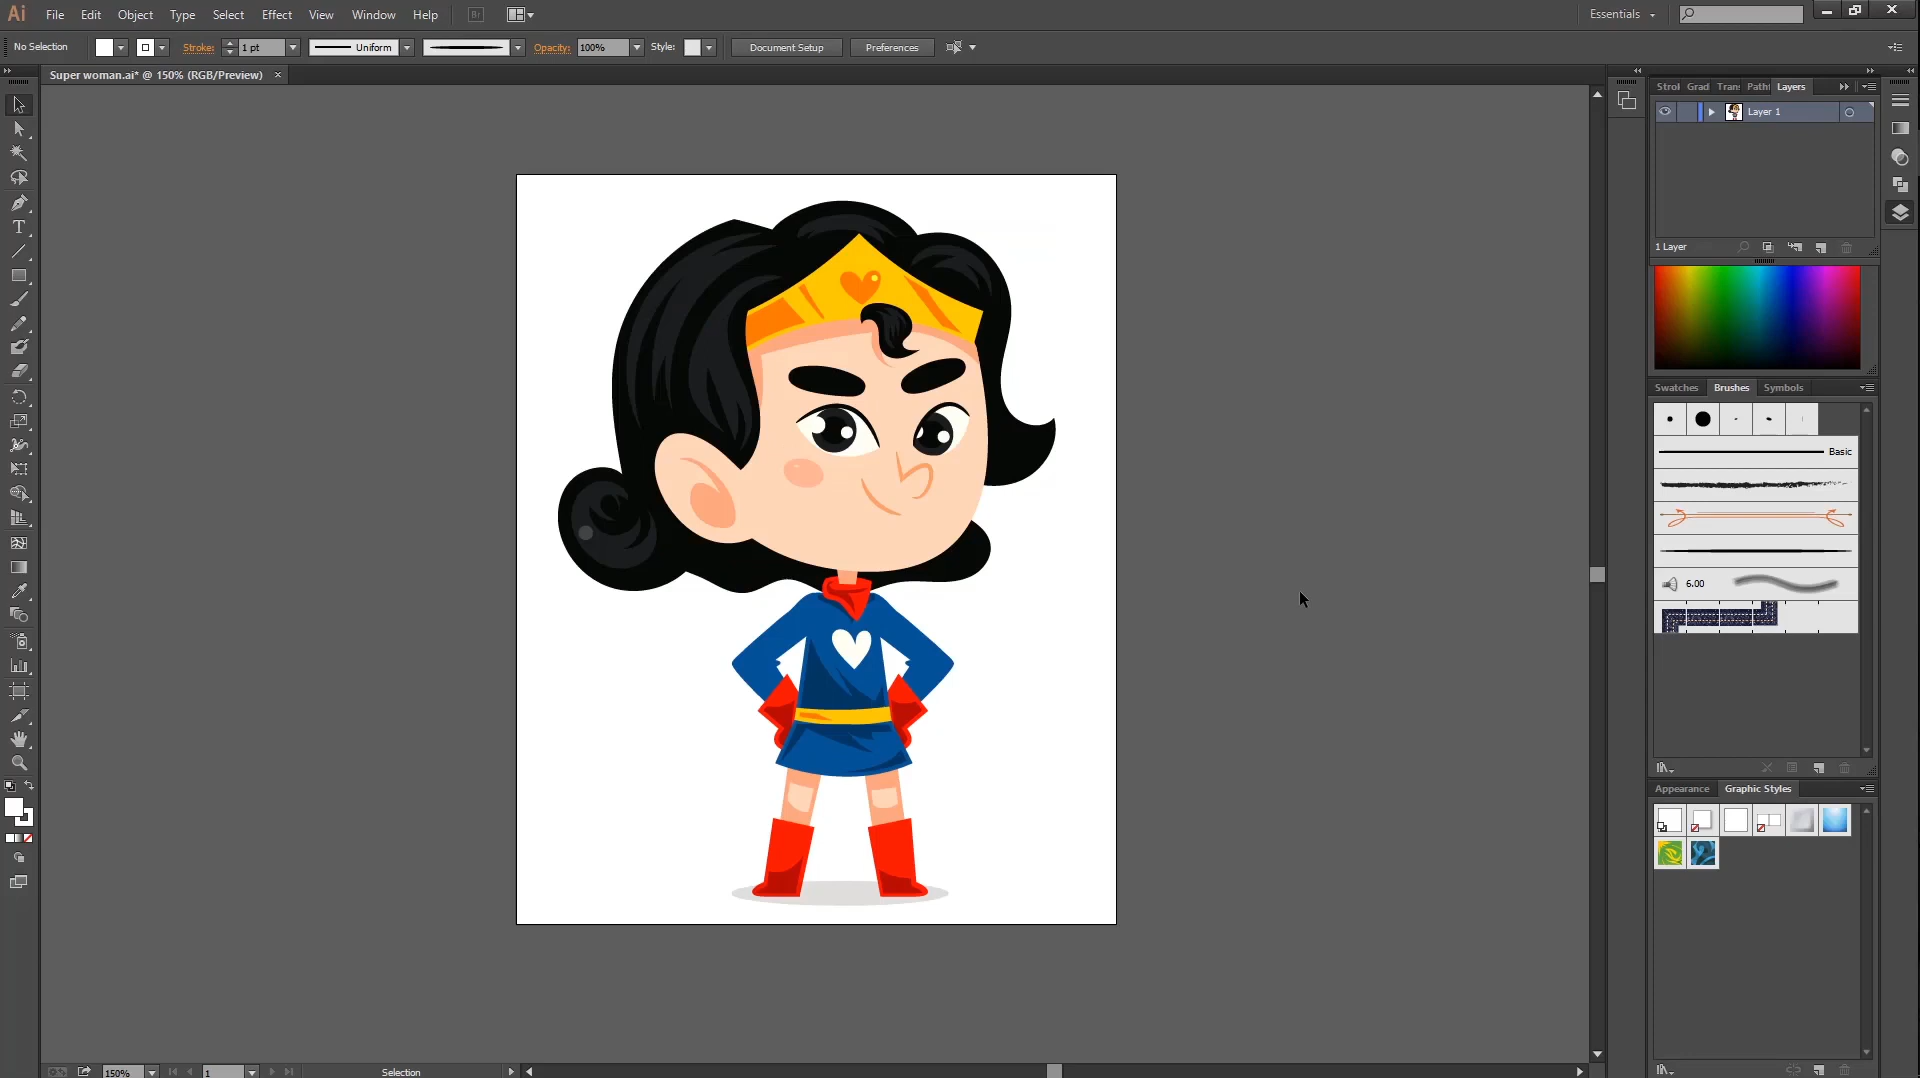 Ai File Edit Object Type Select Effect View Window Help Br Essentials
No Selection Stroke: 1 pt Uniform Opacity: 100% Style: Document Setup Preferences
Super woman.ai* @ 150% (RGB/Preview) ×
Strol Grad Tran: Path Layers
Layer 1
1 Layer
Swatches Brushes Symbols
Basic
6.00
Appearance Graphic Styles
150% 1 Selection